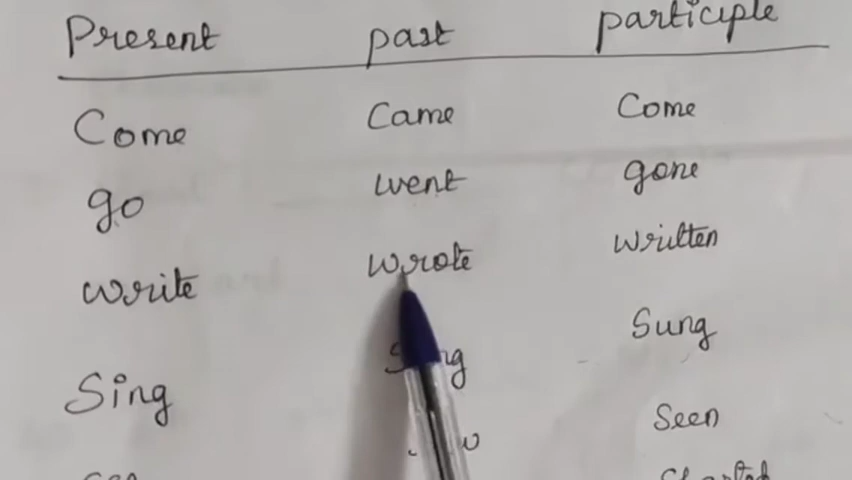 Present past participle
Come Came Come
go went gone
write wrote written
Sing Sung
Seen